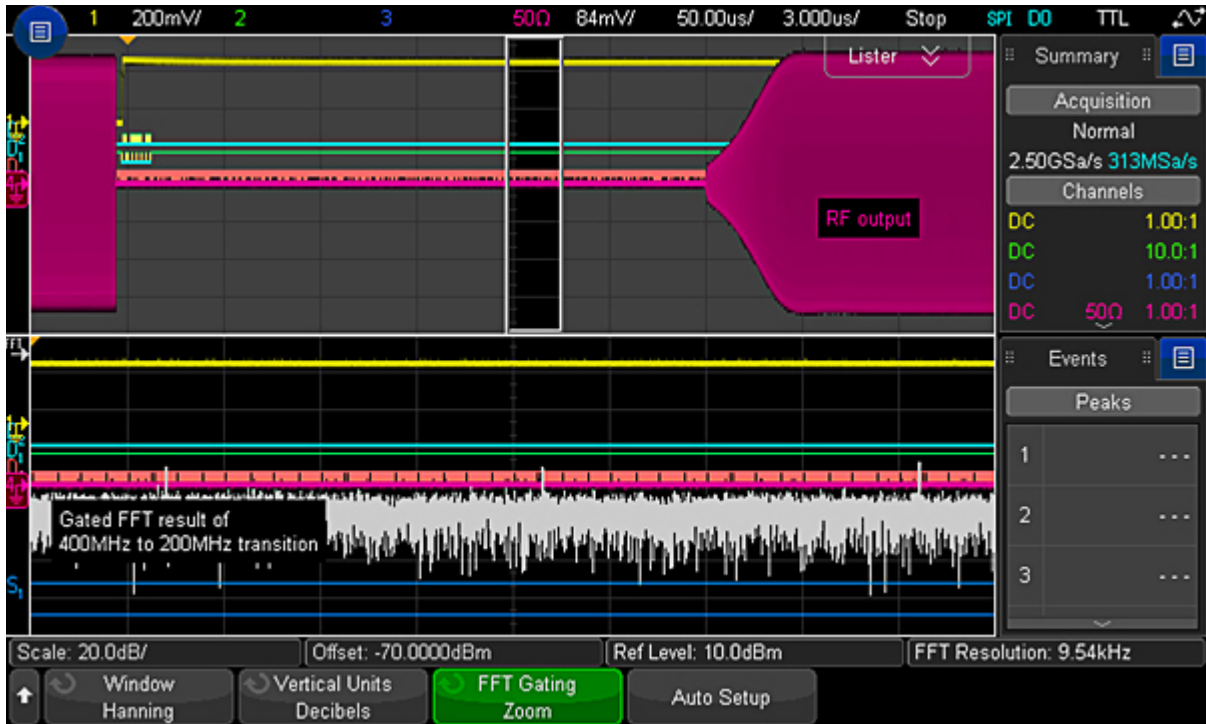 1 200mV/ 2 3 50Ω 84mV/ 50.00us/ 3.000us/ Stop SPI D0 TTL
Lister
Summary
Acquisition
Normal
2.50GSa/s 313MSa/s
Channels
DC 1.00:1
DC 10.0:1
DC 1.00:1
DC 50Ω 1.00:1
RF output
Events
Peaks
1 ---
2 ---
3 ---
Gated FFT result of
400MHz to 200MHz transition
S1
Scale: 20.0dB/ Offset: -70.0000dBm Ref Level: 10.0dBm FFT Resolution: 9.54kHz
Window
Hanning
Vertical Units
Decibels
FFT Gating
Zoom
Auto Setup